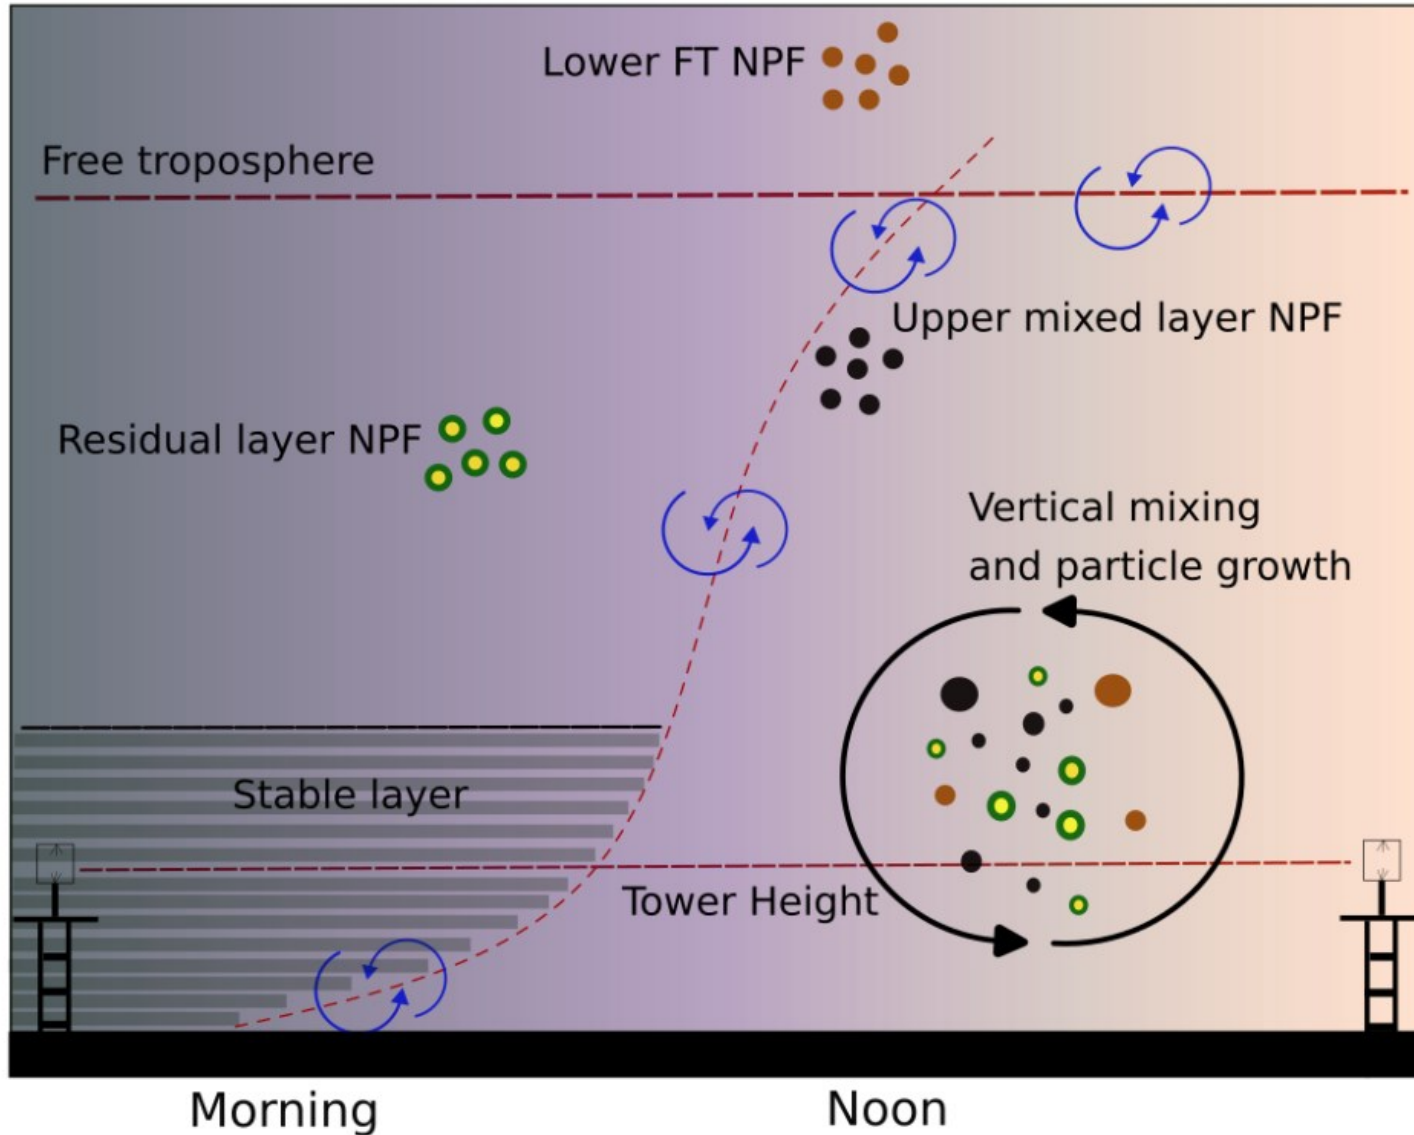 Lower FT NPF
Free troposphere
Upper mixed layer NPF
Residual layer NPF
Vertical mixing
and particle growth
Stable layer
Tower Height
Morning
Noon